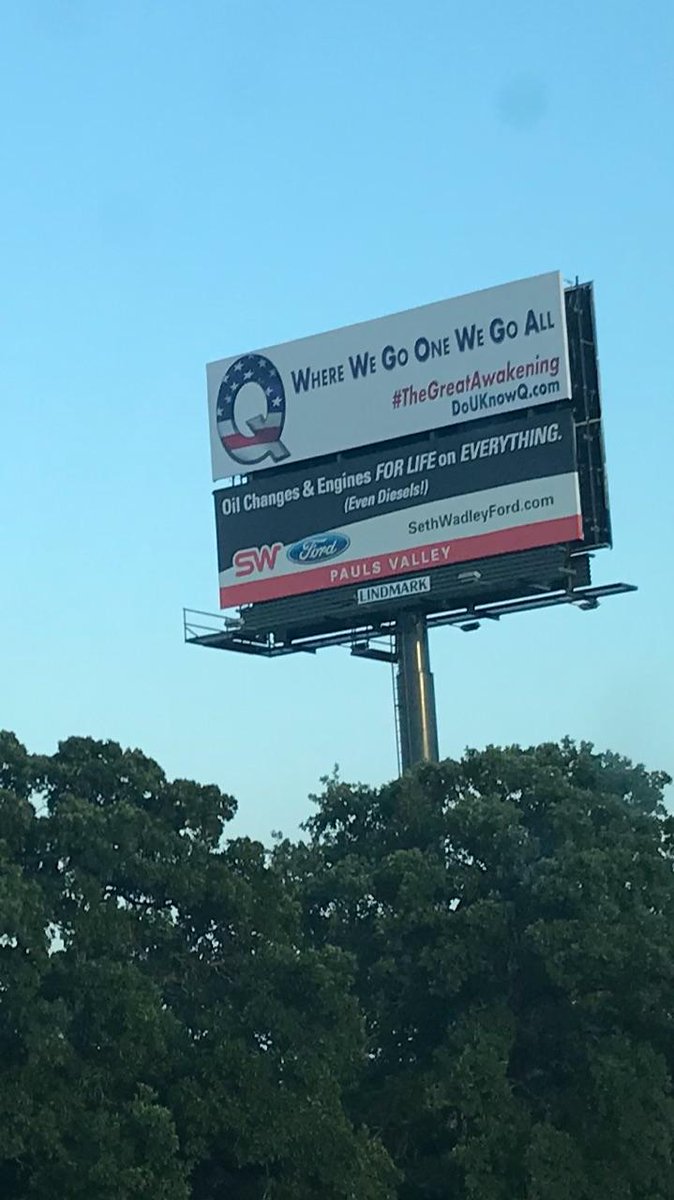 Q
WHERE WE GO ONE WE GO ALL
#TheGreatAwakening
DoUKnowQ.com
Oil Changes & Engines FOR LIFE on EVERYTHING.
(Even Diesels!)
SethWadleyFord.com
SW Ford
PAULS VALLEY
LINDMARK